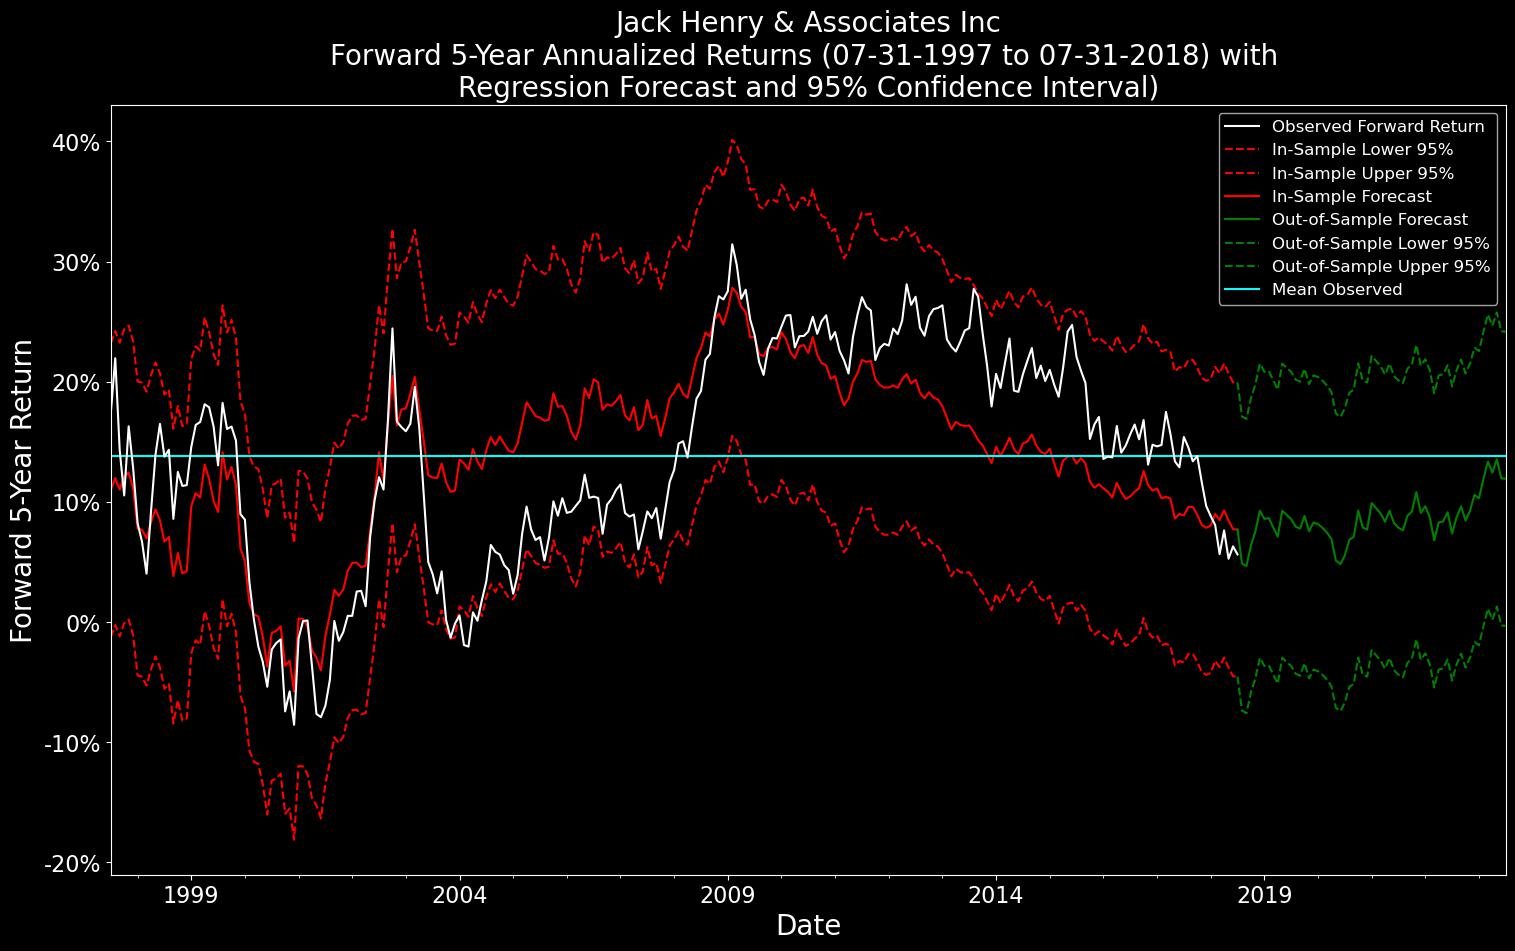 Jack Henry & Associates Inc
Forward 5-Year Annualized Returns (07-31-1997 to 07-31-2018) with
Regression Forecast and 95% Confidence Interval)
Observed Forward Return
In-Sample Lower 95%
In-Sample Upper 95%
In-Sample Forecast
Out-of-Sample Forecast
Out-of-Sample Lower 95%
Out-of-Sample Upper 95%
Mean Observed
Forward 5-Year Return
40%
30%
20%
10%
0%
-10%
-20%
1999 2004 2009 2014 2019
Date